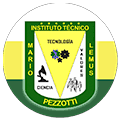 INSTITUTO TÉCNICO
MARIO
LEMUS
TECNOLOGÍA
VALORES
CIENCIA
PEZZOTTI